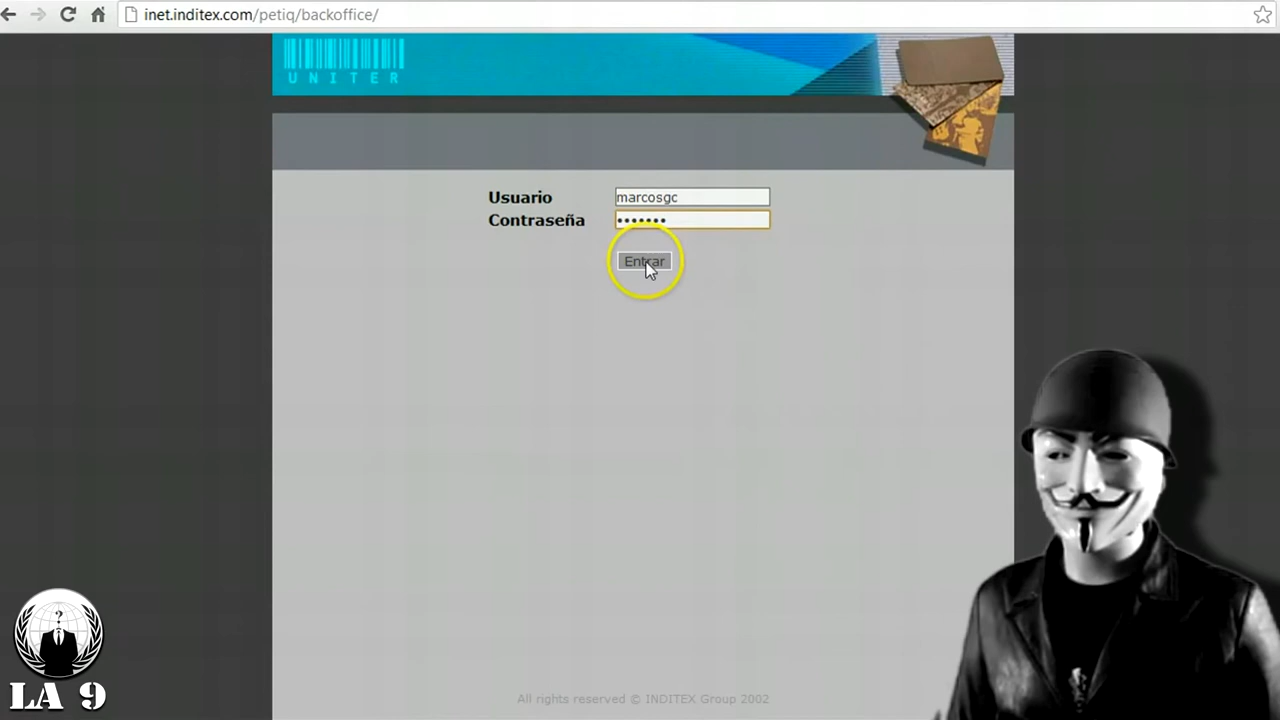 inet.inditex.com/petiq/backoffice/
UNITER
Usuario marcosgc
Contraseña •••••••
Entrar
?
LA 9
All rights reserved © INDITEX Group 2002